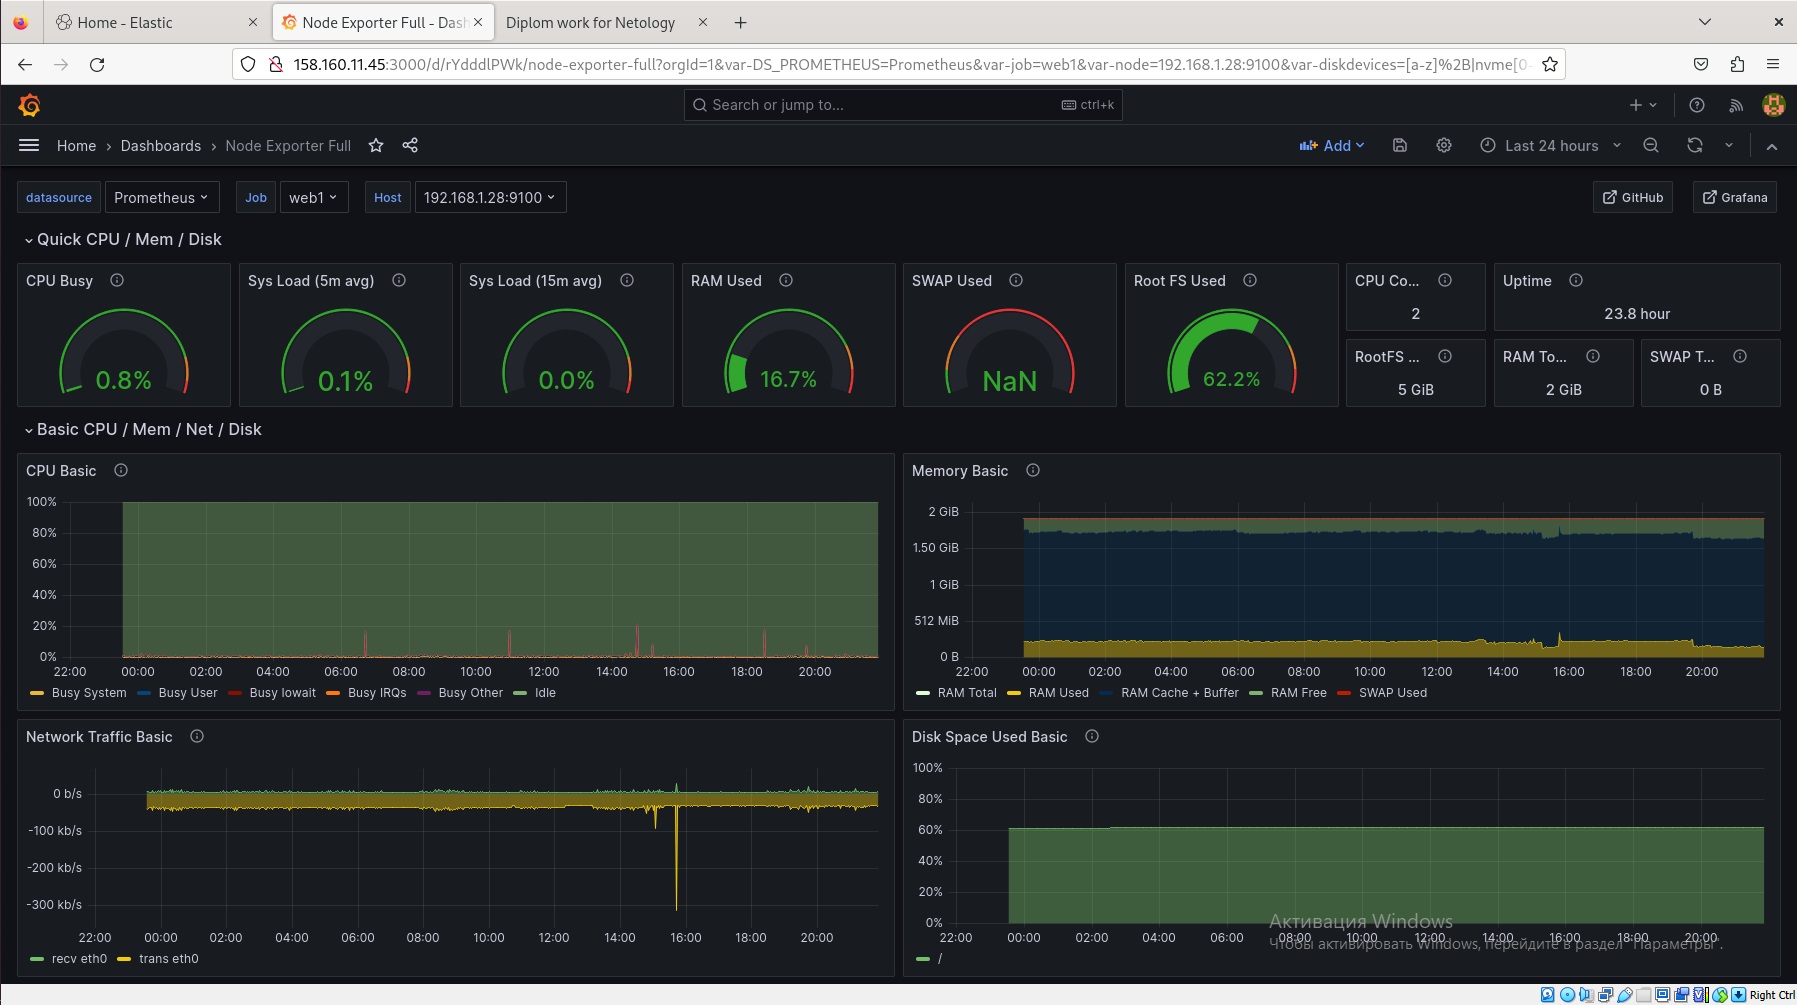 Home - Elastic
Node Exporter Full - Dash
Diplom work for Netology
158.160.11.45:3000/d/rYdddlPWk/node-exporter-full?orgId=1&var-DS_PROMETHEUS=Prometheus&var-job=web1&var-node=192.168.1.28:9100&var-diskdevices=[a-z]%2B|nvme[0-
Search or jump to...
ctrl+k
Home › Dashboards › Node Exporter Full
Add
Last 24 hours
datasource Prometheus Job web1 Host 192.168.1.28:9100
GitHub Grafana
Quick CPU / Mem / Disk
CPU Busy
0.8%
Sys Load (5m avg)
0.1%
Sys Load (15m avg)
0.0%
RAM Used
16.7%
SWAP Used
NaN
Root FS Used
62.2%
CPU Co...
2
Uptime
23.8 hour
RootFS ...
5 GiB
RAM To...
2 GiB
SWAP T...
0 B
Basic CPU / Mem / Net / Disk
CPU Basic
100%
80%
60%
40%
20%
0%
22:00 00:00 02:00 04:00 06:00 08:00 10:00 12:00 14:00 16:00 18:00 20:00
Busy System Busy User Busy Iowait Busy IRQs Busy Other Idle
Memory Basic
2 GiB
1.50 GiB
1 GiB
512 MiB
0 B
22:00 00:00 02:00 04:00 06:00 08:00 10:00 12:00 14:00 16:00 18:00 20:00
RAM Total RAM Used RAM Cache + Buffer RAM Free SWAP Used
Network Traffic Basic
0 b/s
-100 kb/s
-200 kb/s
-300 kb/s
22:00 00:00 02:00 04:00 06:00 08:00 10:00 12:00 14:00 16:00 18:00 20:00
recv eth0 trans eth0
Disk Space Used Basic
100%
80%
60%
40%
20%
0%
22:00 00:00 02:00 04:00 06:00 08:00 10:00 12:00 14:00 16:00 18:00 20:00
/
Активация Windows
Чтобы активировать Windows, перейдите в раздел "Параметры".
Right Ctrl